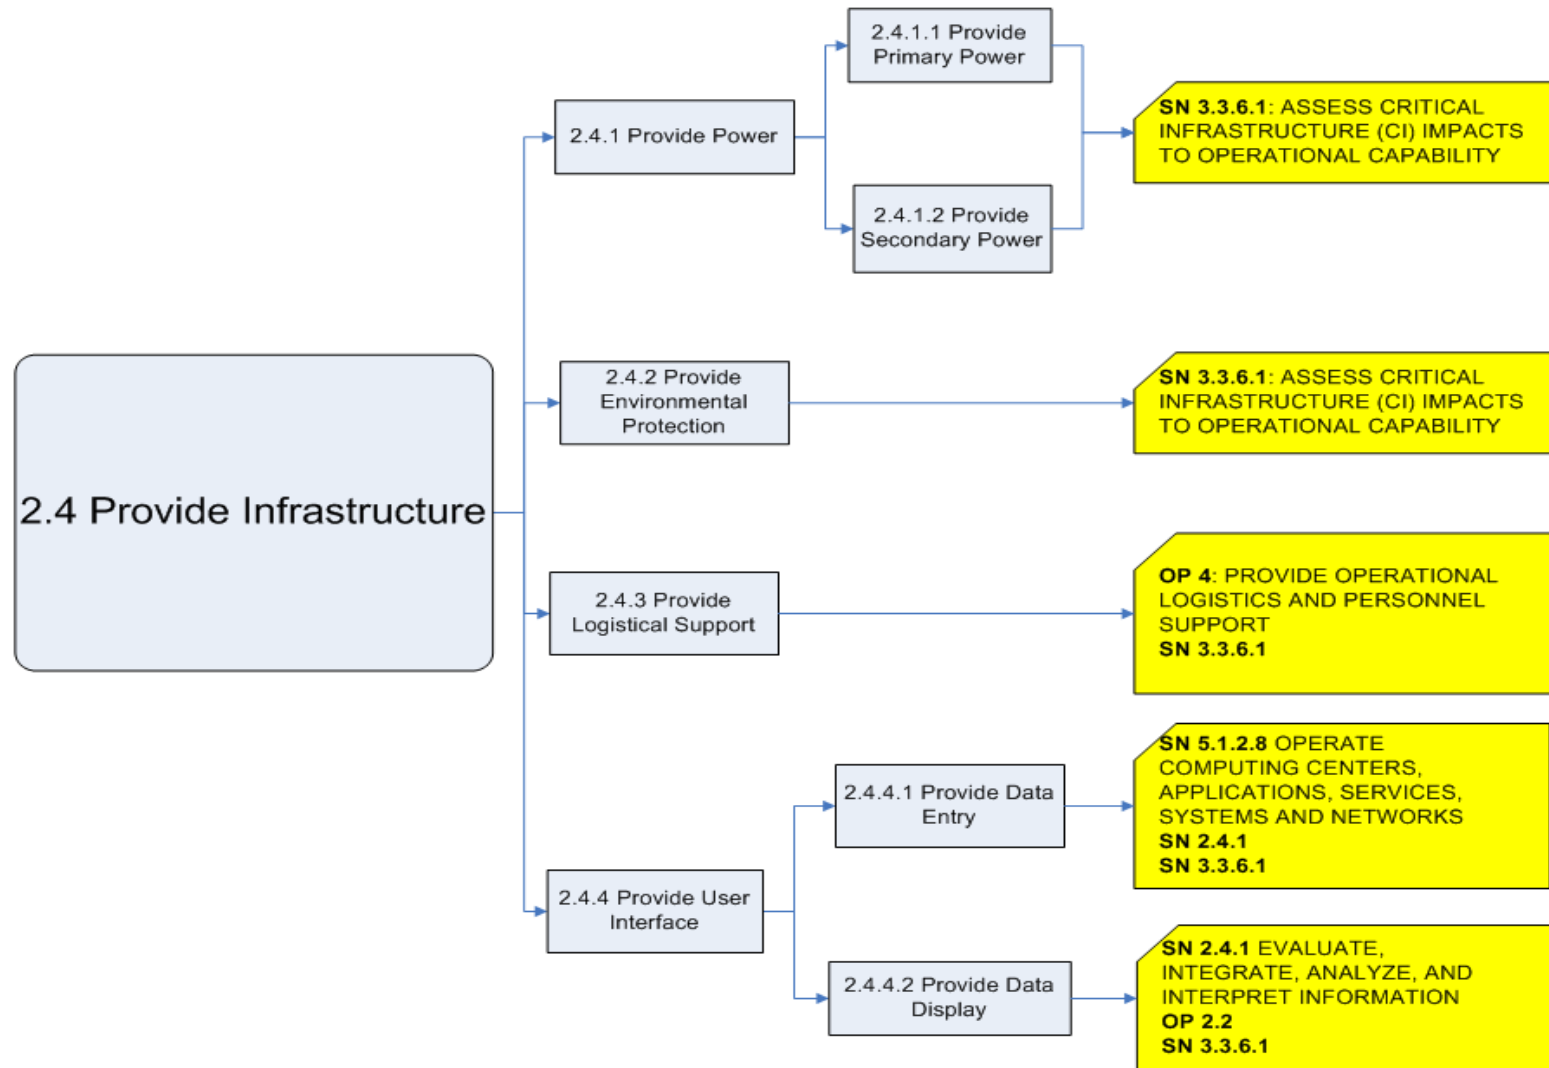 2.4 Provide Infrastructure
2.4.1 Provide Power
2.4.1.1 Provide
Primary Power
2.4.1.2 Provide
Secondary Power
SN 3.3.6.1: ASSESS CRITICAL
INFRASTRUCTURE (CI) IMPACTS
TO OPERATIONAL CAPABILITY
2.4.2 Provide
Environmental
Protection
SN 3.3.6.1: ASSESS CRITICAL
INFRASTRUCTURE (CI) IMPACTS
TO OPERATIONAL CAPABILITY
2.4.3 Provide
Logistical Support
OP 4: PROVIDE OPERATIONAL
LOGISTICS AND PERSONNEL
SUPPORT
SN 3.3.6.1
2.4.4 Provide User
Interface
2.4.4.1 Provide Data
Entry
SN 5.1.2.8 OPERATE
COMPUTING CENTERS,
APPLICATIONS, SERVICES,
SYSTEMS AND NETWORKS
SN 2.4.1
SN 3.3.6.1
2.4.4.2 Provide Data
Display
SN 2.4.1 EVALUATE,
INTEGRATE, ANALYZE, AND
INTERPRET INFORMATION
OP 2.2
SN 3.3.6.1